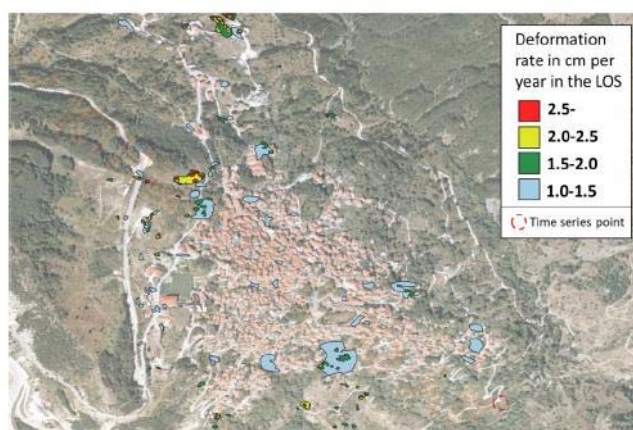 Deformation
rate in cm per
year in the LOS
2.5-
2.0-2.5
1.5-2.0
1.0-1.5
Time series point